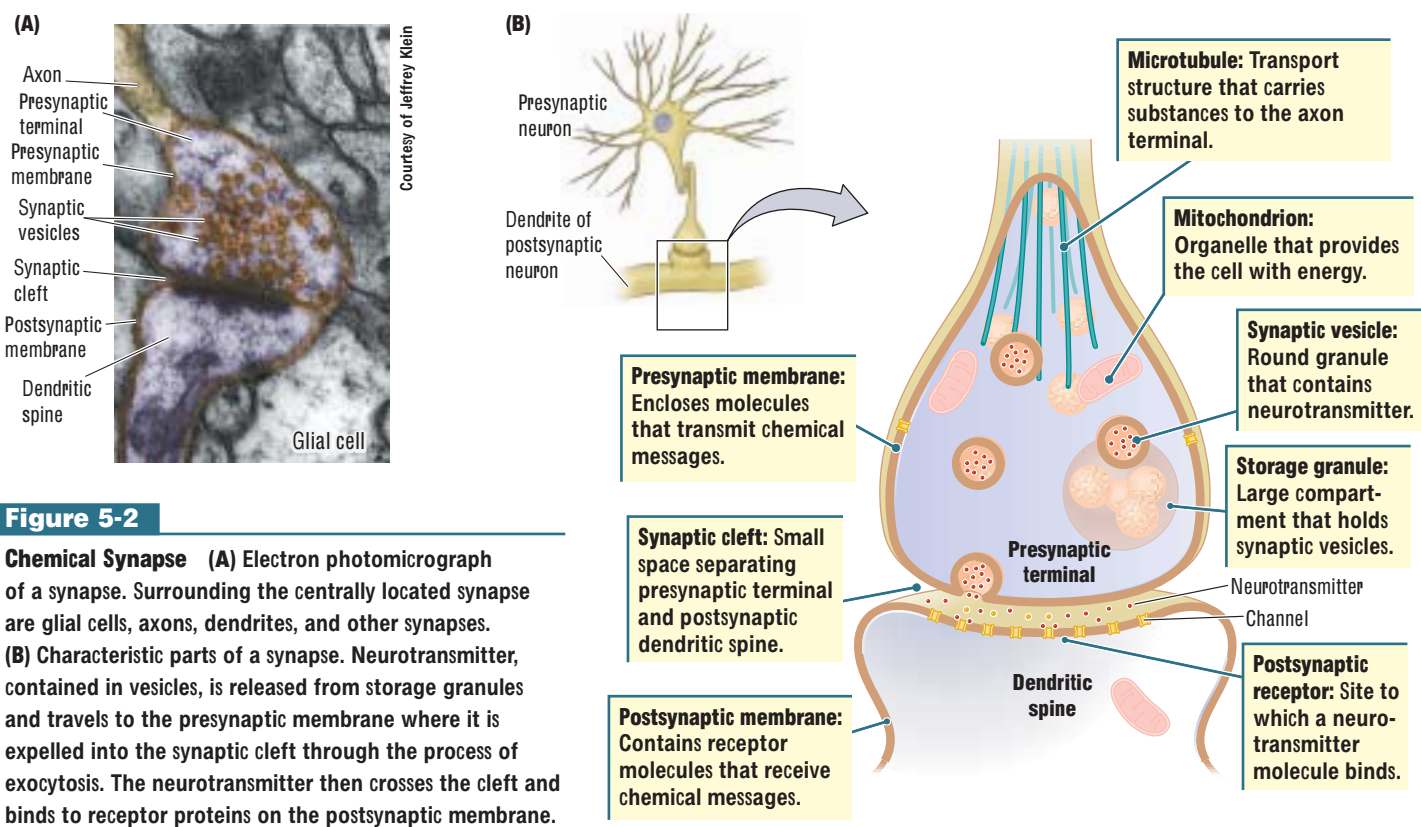 (A)
Axon
Presynaptic
terminal
Presynaptic
membrane
Synaptic
vesicles
Synaptic
cleft
Postsynaptic
membrane
Dendritic
spine
Glial cell
Courtesy of Jeffrey Klein
(B)
Presynaptic
neuron
Dendrite of
postsynaptic
neuron
Microtubule: Transport
structure that carries
substances to the axon
terminal.
Mitochondrion:
Organelle that provides
the cell with energy.
Synaptic vesicle:
Round granule
that contains
neurotransmitter.
Storage granule:
Large compart-
ment that holds
synaptic vesicles.
Presynaptic membrane:
Encloses molecules
that transmit chemical
messages.
Synaptic cleft: Small
space separating
presynaptic terminal
and postsynaptic
dendritic spine.
Postsynaptic membrane:
Contains receptor
molecules that receive
chemical messages.
Presynaptic
terminal
Neurotransmitter
Channel
Dendritic
spine
Postsynaptic
receptor: Site to
which a neuro-
transmitter
molecule binds.
Figure 5-2
Chemical Synapse (A) Electron photomicrograph
of a synapse. Surrounding the centrally located synapse
are glial cells, axons, dendrites, and other synapses.
(B) Characteristic parts of a synapse. Neurotransmitter,
contained in vesicles, is released from storage granules
and travels to the presynaptic membrane where it is
expelled into the synaptic cleft through the process of
exocytosis. The neurotransmitter then crosses the cleft and
binds to receptor proteins on the postsynaptic membrane.